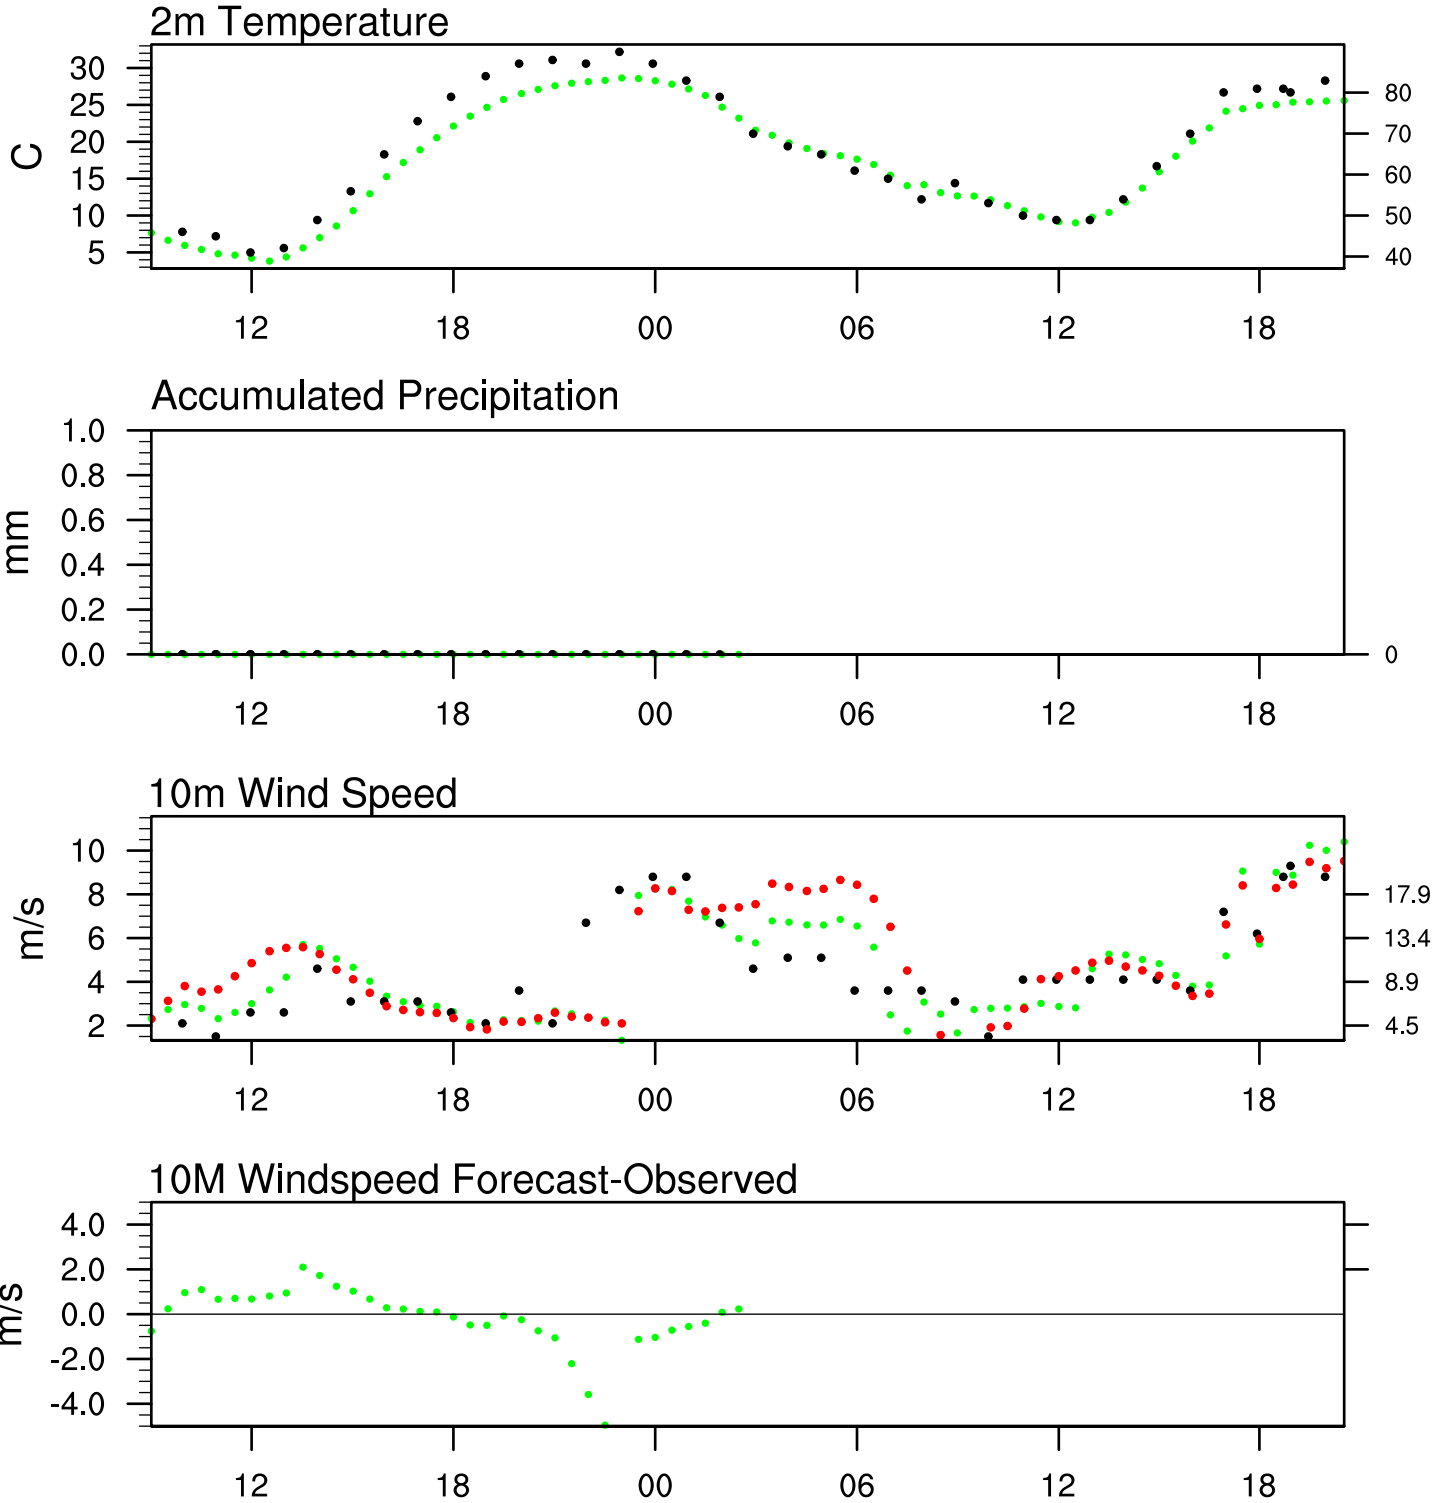 2m Temperature
30
25
20
15
10
5
C
80
70
60
50
40
12 18 00 06 12 18
Accumulated Precipitation
1.0
0.8
0.6
0.4
0.2
0.0
mm
0
12 18 00 06 12 18
10m Wind Speed
10
8
6
4
2
m/s
17.9
13.4
8.9
4.5
12 18 00 06 12 18
10M Windspeed Forecast-Observed
4.0
2.0
0.0
-2.0
-4.0
m/s
12 18 00 06 12 18